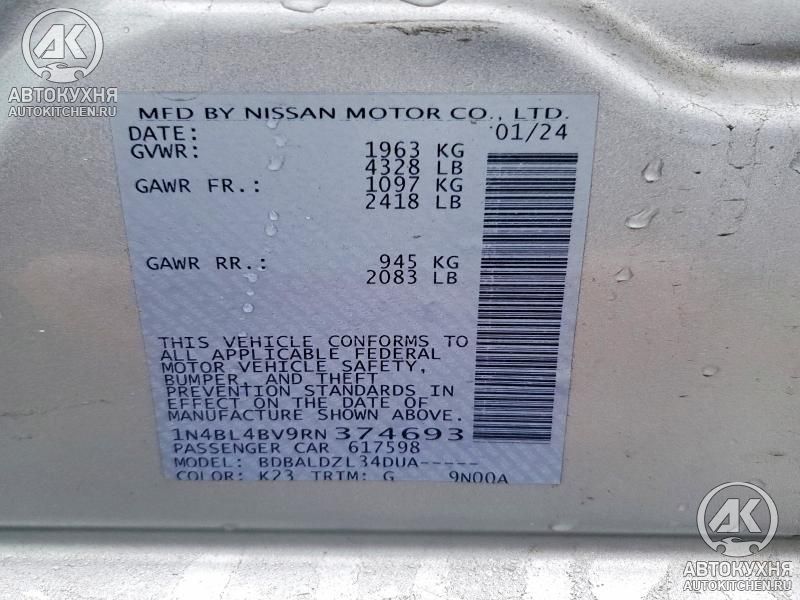 АК
АВТОКУХНЯ
AUTOKITCHEN.RU
MFD BY NISSAN MOTOR CO., LTD.
DATE: 01/24
GVWR: 1963 KG
4328 LB
GAWR FR.: 1097 KG
2418 LB
GAWR RR.: 945 KG
2083 LB
THIS VEHICLE CONFORMS TO
ALL APPLICABLE FEDERAL
MOTOR VEHICLE SAFETY,
BUMPER, AND THEFT
PREVENTION STANDARDS IN
EFFECT ON THE DATE OF
MANUFACTURE SHOWN ABOVE.
1N4BL4BV9RN374693
PASSENGER CAR 617598
MODEL: BDBALDZL34DUA-----
COLOR: K23 TRIM: G 9N00A
АК
АВТОКУХНЯ
AUTOKITCHEN.RU